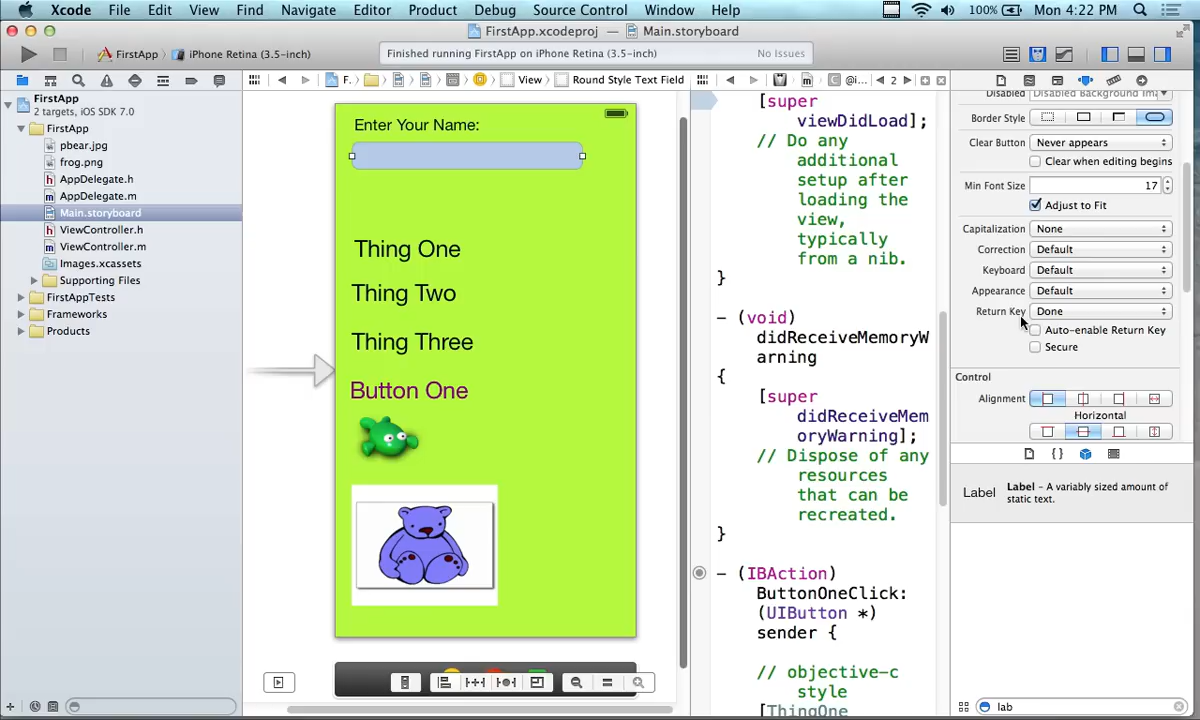 Xcode File Edit View Find Navigate Editor Product Debug Source Control Window Help 100% Mon 4:22 PM
FirstApp.xcodeproj — Main.storyboard
FirstApp iPhone Retina (3.5-inch) Finished running FirstApp on iPhone Retina (3.5-inch) No Issues
F. View Round Style Text Field @i... 2
FirstApp
2 targets, iOS SDK 7.0
FirstApp
pbear.jpg
frog.png
AppDelegate.h
AppDelegate.m
Main.storyboard
ViewController.h
ViewController.m
Images.xcassets
Supporting Files
FirstAppTests
Frameworks
Products
Enter Your Name:
Thing One
Thing Two
Thing Three
Button One
[super
viewDidLoad];
// Do any
additional
setup after
loading the
view,
typically
from a nib.
}
– (void)
didReceiveMemoryW
arning
{
[super
didReceiveMem
oryWarning];
// Dispose of any
resources
that can be
recreated.
}
– (IBAction)
ButtonOneClick:
(UIButton *)
sender {
// objective-c
style
[ThingOne
Disabled Disabled Background Ima
Border Style
Clear Button Never appears
Clear when editing begins
Min Font Size 17
Adjust to Fit
Capitalization None
Correction Default
Keyboard Default
Appearance Default
Return Key Done
Auto-enable Return Key
Secure
Control
Alignment
Horizontal
{ }
Label Label – A variably sized amount of
static text.
lab